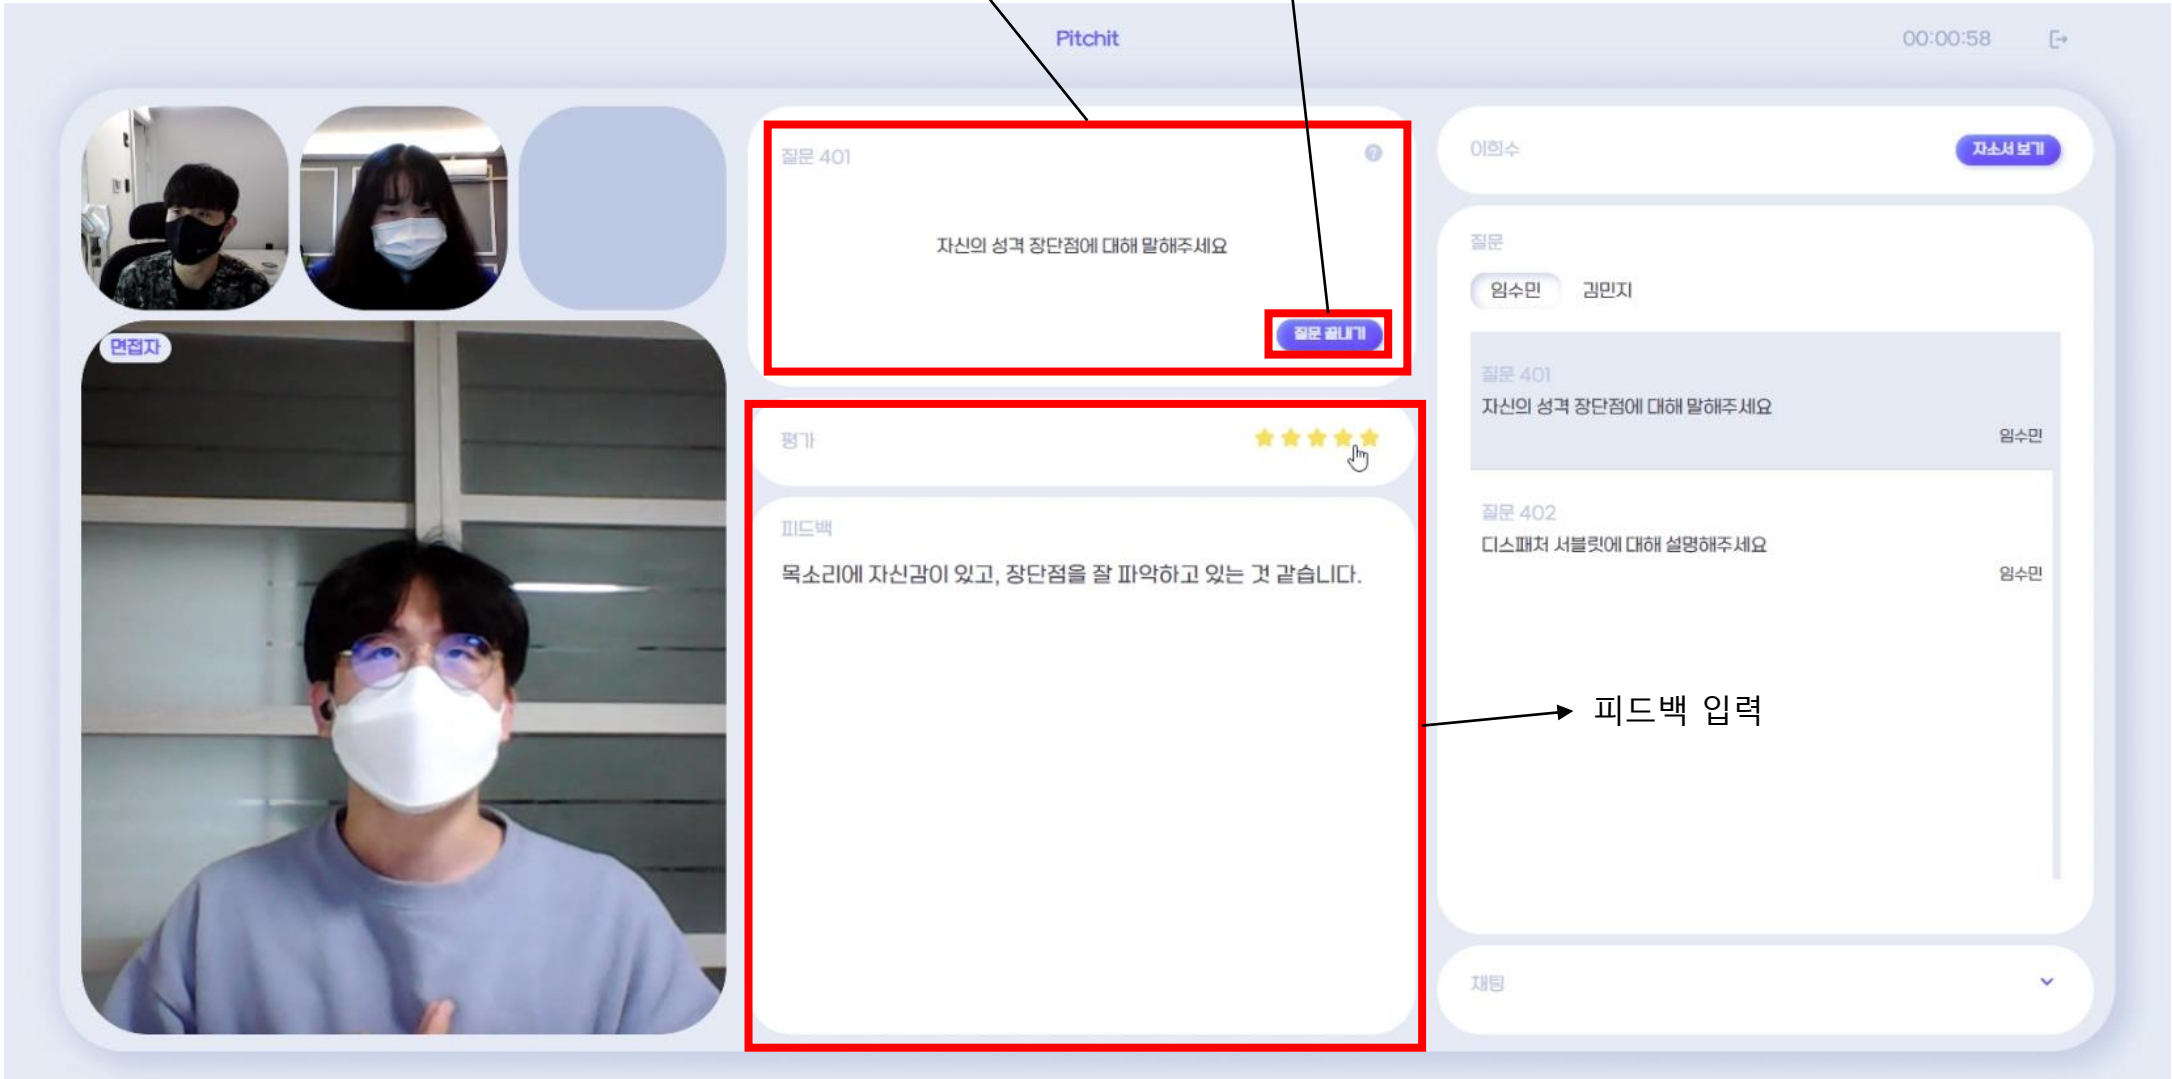 Pitchit
00:00:58
면접자
질문 401
자신의 성격 장단점에 대해 말해주세요
질문 끝내기
평가
피드백
목소리에 자신감이 있고, 장단점을 잘 파악하고 있는 것 같습니다.
이희수
자소서 보기
질문
임수민 김민지
질문 401
자신의 성격 장단점에 대해 말해주세요
임수민
질문 402
디스패처 서블릿에 대해 설명해주세요
임수민
피드백 입력
채팅